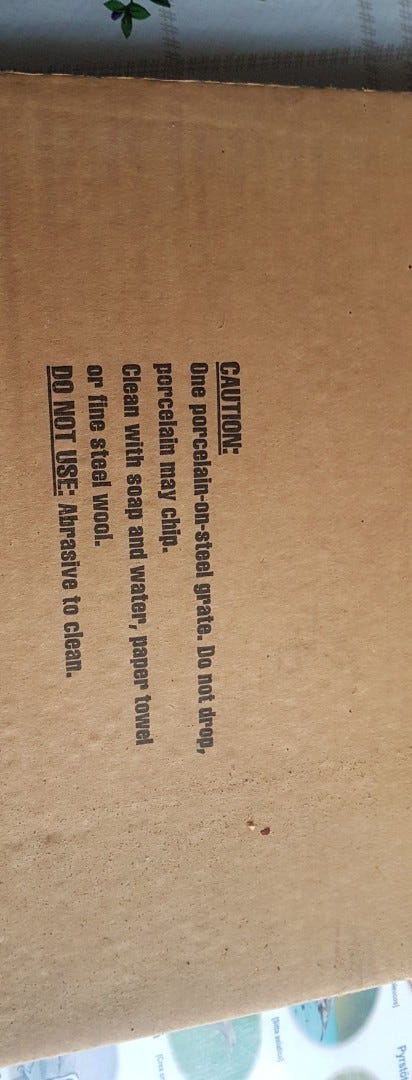 CAUTION:
One porcelain-on-steel grate. Do not drop,
porcelain may chip.
Clean with soap and water, paper towel
or fine steel wool.
DO NOT USE: Abrasive to clean.